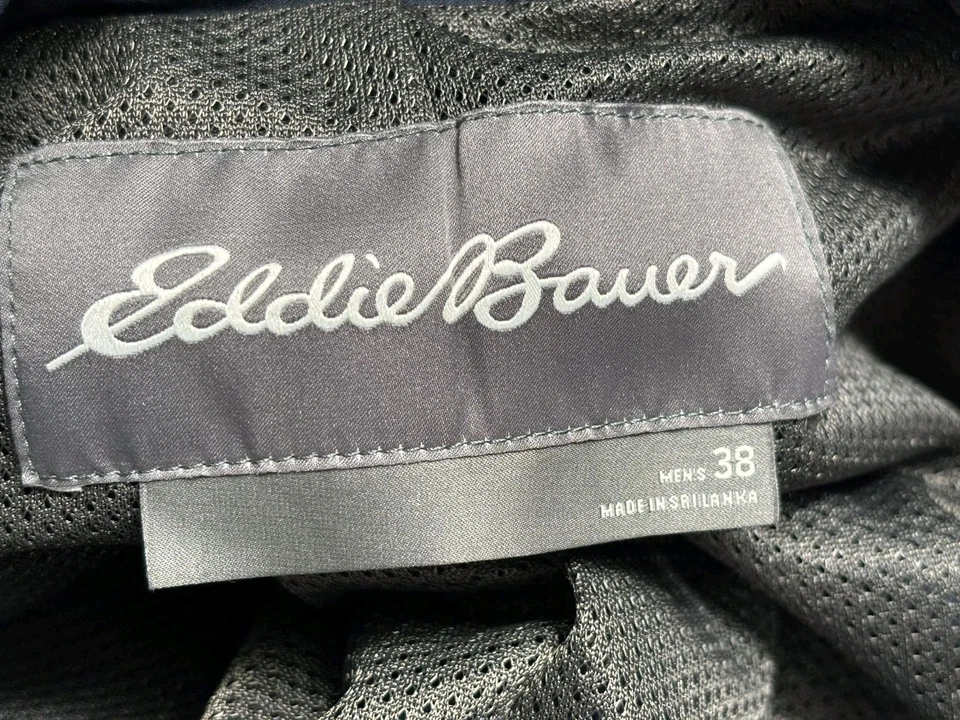 Eddie Bauer
MEN'S 38
MADE IN SRI LANKA